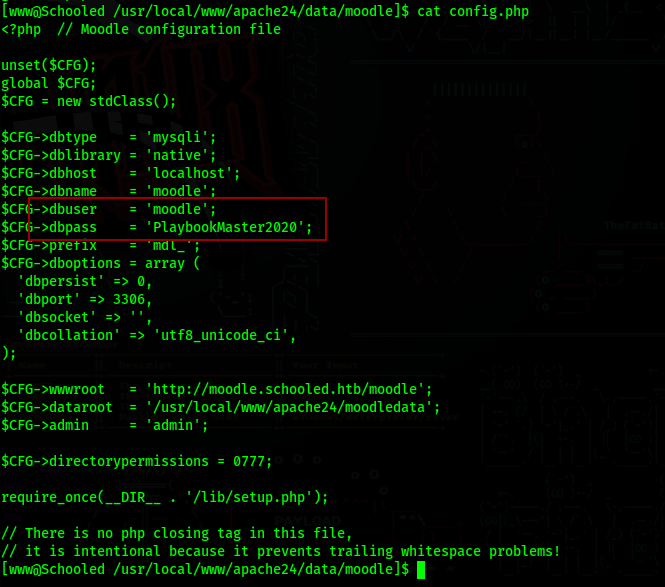 [www@Schooled /usr/local/www/apache24/data/moodle]$ cat config.php
<?php  // Moodle configuration file

unset($CFG);
global $CFG;
$CFG = new stdClass();

$CFG->dbtype    = 'mysqli';
$CFG->dblibrary = 'native';
$CFG->dbhost    = 'localhost';
$CFG->dbname    = 'moodle';
$CFG->dbuser    = 'moodle';
$CFG->dbpass    = 'PlaybookMaster2020';
$CFG->prefix    = 'mdl_';
$CFG->dboptions = array (
  'dbpersist' => 0,
  'dbport' => 3306,
  'dbsocket' => '',
  'dbcollation' => 'utf8_unicode_ci',
);

$CFG->wwwroot   = 'http://moodle.schooled.htb/moodle';
$CFG->dataroot  = '/usr/local/www/apache24/moodledata';
$CFG->admin     = 'admin';

$CFG->directorypermissions = 0777;

require_once(__DIR__ . '/lib/setup.php');

// There is no php closing tag in this file,
// it is intentional because it prevents trailing whitespace problems!
[www@Schooled /usr/local/www/apache24/data/moodle]$